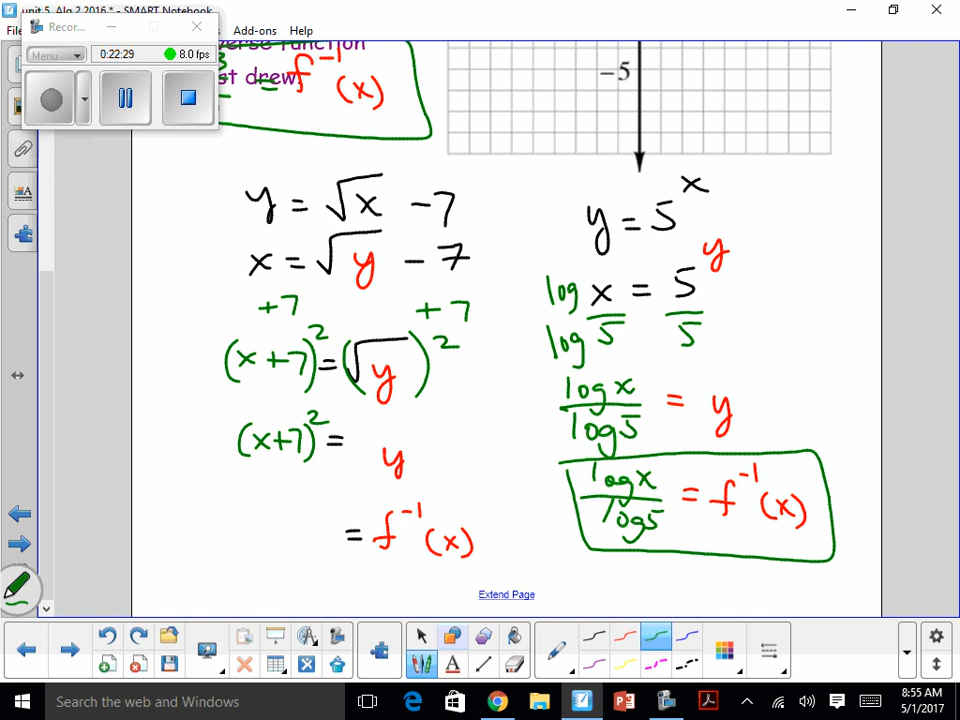 unit 5 Alg 2 2016 * - SMART Notebook
Recor...
Menu
0:22:29
8.0 fps
Add-ons Help
erse function
st drew.
= f⁻¹(x)
−5
y = √x − 7
x = √y − 7
+7 +7
(x+7)² = (√y)²
(x+7)² = y
= f⁻¹(x)
y = 5ˣ
log x = 5ʸ
log 5 5
log x / log 5 = y
log x / log 5 = f⁻¹(x)
Extend Page
Search the web and Windows
8:55 AM
5/1/2017